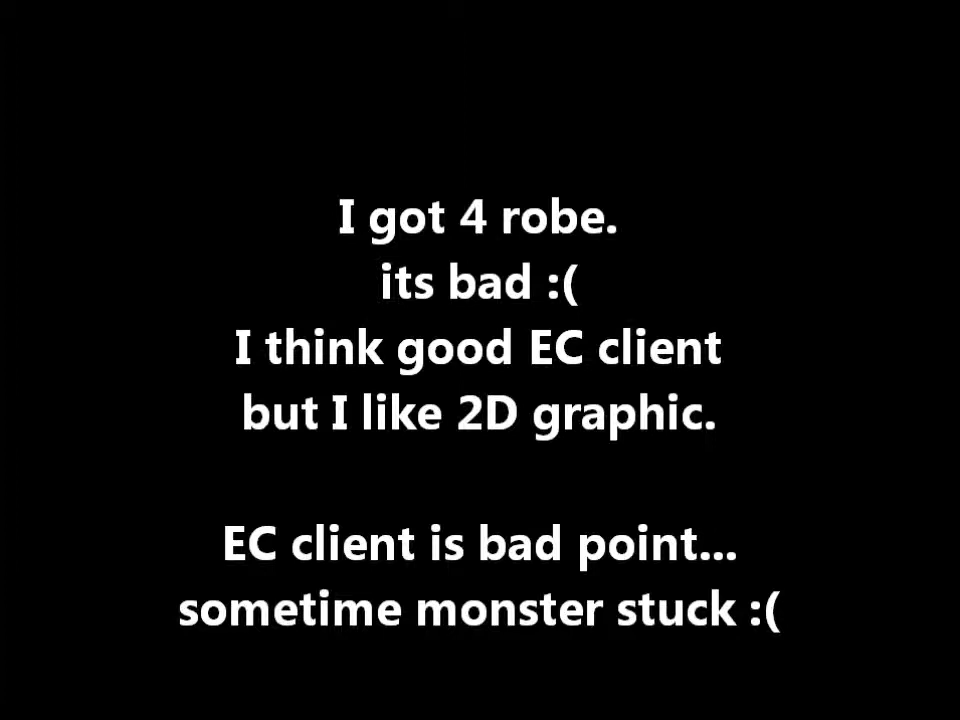 I got 4 robe.
its bad :(
I think good EC client
but I like 2D graphic.
EC client is bad point...
sometime monster stuck :(